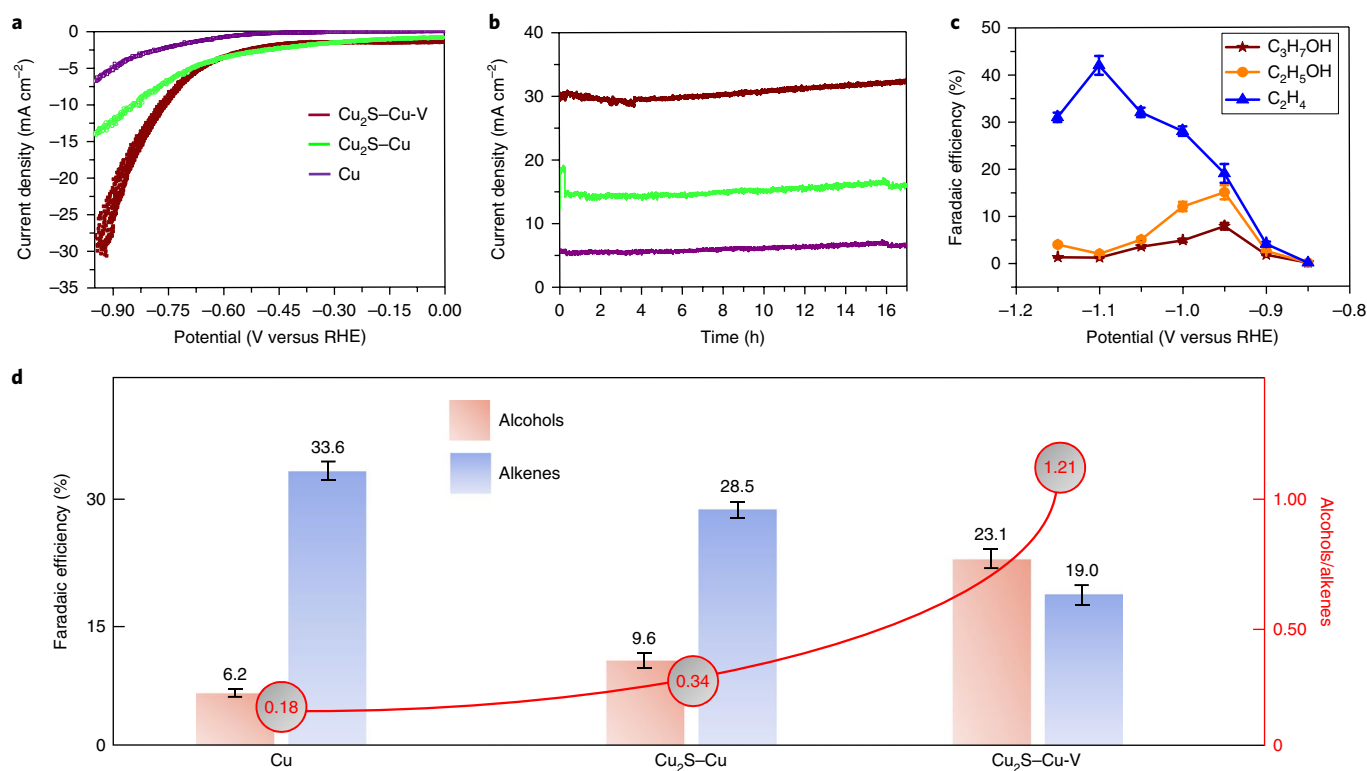 a
0
−5
−10
−15
−20
−25
−30
−35
Current density (mA cm⁻²)
Cu₂S–Cu-V
Cu₂S–Cu
Cu
−0.90 −0.75 −0.60 −0.45 −0.30 −0.15 0.00
Potential (V versus RHE)
b
40
30
20
10
0
Current density (mA cm⁻²)
0 2 4 6 8 10 12 14 16
Time (h)
c
50
40
30
20
10
0
Faradaic efficiency (%)
C₃H₇OH
C₂H₅OH
C₂H₄
−1.2 −1.1 −1.0 −0.9 −0.8
Potential (V versus RHE)
d
Faradaic efficiency (%)
30
15
0
Alcohols
Alkenes
6.2
33.6
0.18
9.6
28.5
0.34
23.1
19.0
1.21
1.00
0.50
0
Alcohols/alkenes
Cu Cu₂S–Cu Cu₂S–Cu-V